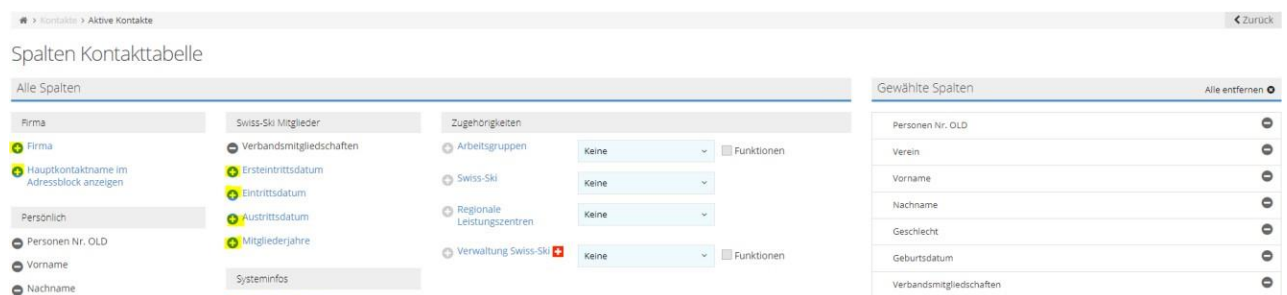 > Kontakte > Aktive Kontakte
Zurück
Spalten Kontakttabelle
Alle Spalten
Firma
Firma
Hauptkontaktname im
Adressblock anzeigen
Persönlich
Personen Nr. OLD
Vorname
Nachname
Swiss-Ski Mitglieder
Verbandsmitgliedschaften
Ersteintrittsdatum
Eintrittsdatum
Austrittsdatum
Mitgliederjahre
Systeminfos
Zugehörigkeiten
Arbeitsgruppen Keine Funktionen
Swiss-Ski Keine
Regionale
Leistungszentren Keine
Verwaltung Swiss-Ski Keine Funktionen
Gewählte Spalten Alle entfernen
Personen Nr. OLD
Verein
Vorname
Nachname
Geschlecht
Geburtsdatum
Verbandsmitgliedschaften